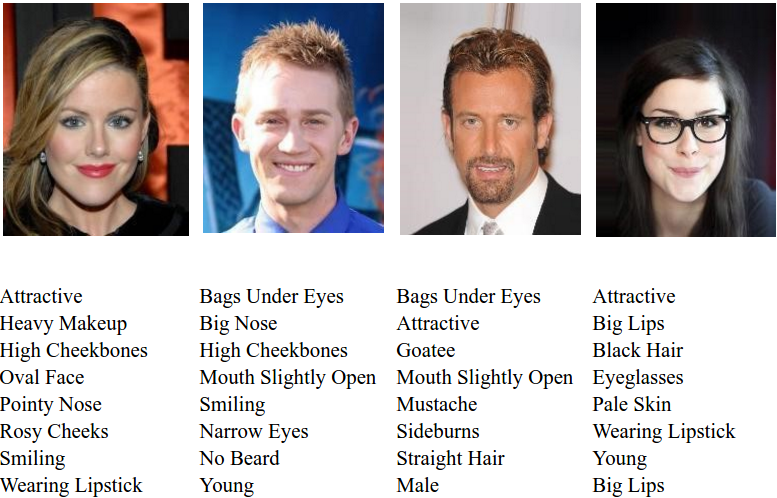 Attractive
Heavy Makeup
High Cheekbones
Oval Face
Pointy Nose
Rosy Cheeks
Smiling
Wearing Lipstick
Bags Under Eyes
Big Nose
High Cheekbones
Mouth Slightly Open
Smiling
Narrow Eyes
No Beard
Young
Bags Under Eyes
Attractive
Goatee
Mouth Slightly Open
Mustache
Sideburns
Straight Hair
Male
Attractive
Big Lips
Black Hair
Eyeglasses
Pale Skin
Wearing Lipstick
Young
Big Lips